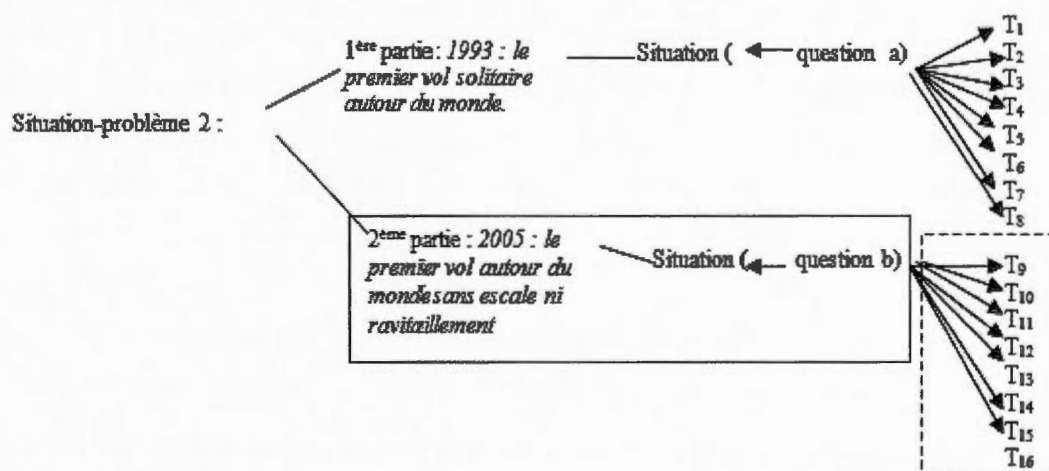 Situation-problème 2 :
1ère partie : 1993 : le
premier vol solitaire
autour du monde.
Situation ( question a)
T1
T2
T3
T4
T5
T6
T7
T8
2ème partie : 2005 : le
premier vol autour du
monde sans escale ni
ravitaillement
Situation ( question b)
T9
T10
T11
T12
T13
T14
T15
T16